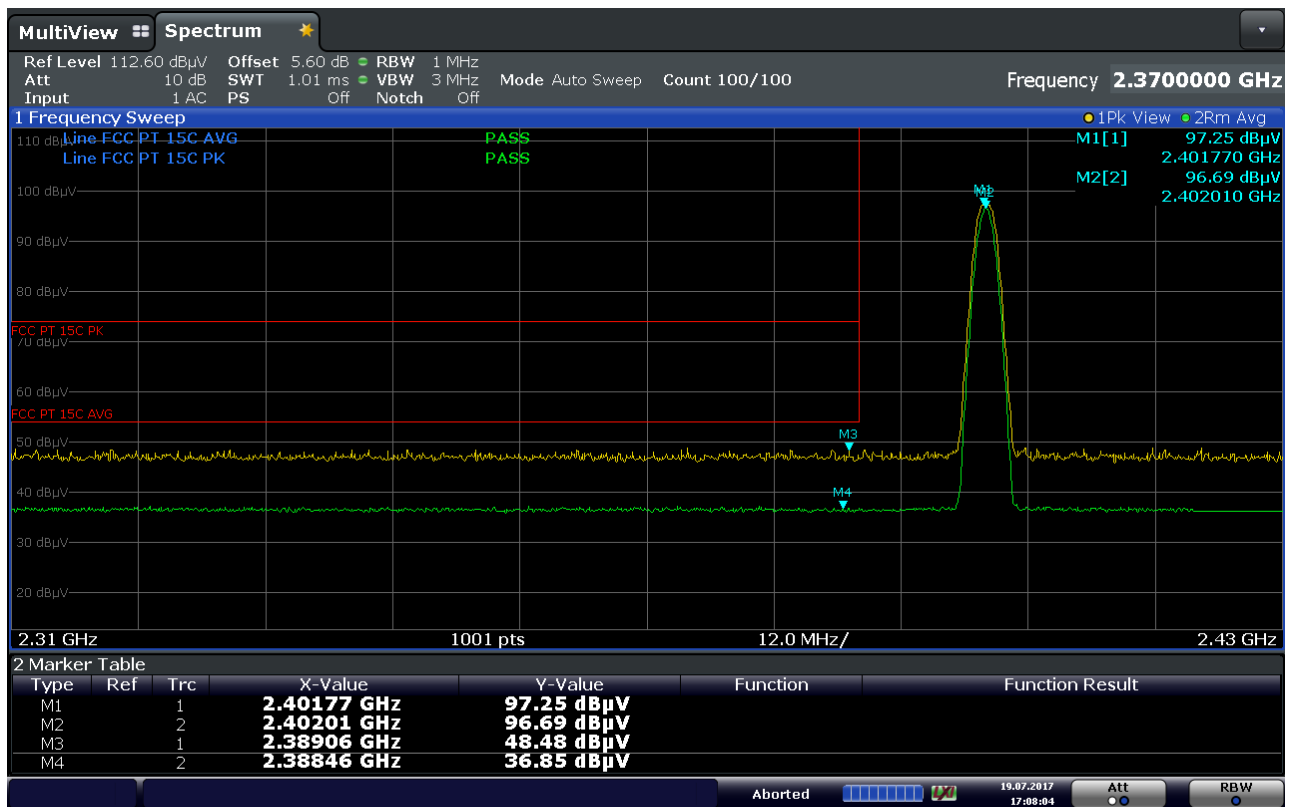 MultiView Spectrum
Ref Level 112.60 dBµV Offset 5.60 dB RBW 1 MHz
Att 10 dB SWT 1.01 ms VBW 3 MHz Mode Auto Sweep Count 100/100 Frequency 2.3700000 GHz
Input 1 AC PS Off Notch Off
1 Frequency Sweep 1Pk View 2Rm Avg
110 dBµV Line FCC PT 15C AVG PASS M1[1] 97.25 dBµV
Line FCC PT 15C PK PASS 2.401770 GHz
M2[2] 96.69 dBµV
100 dBµV M1 M2 2.402010 GHz
90 dBµV
80 dBµV
FCC PT 15C PK
70 dBµV
60 dBµV
FCC PT 15C AVG
50 dBµV M3
40 dBµV M4
30 dBµV
20 dBµV
2.31 GHz 1001 pts 12.0 MHz/ 2.43 GHz
2 Marker Table
Type Ref Trc X-Value Y-Value Function Function Result
M1 1 2.40177 GHz 97.25 dBµV
M2 2 2.40201 GHz 96.69 dBµV
M3 1 2.38906 GHz 48.48 dBµV
M4 2 2.38846 GHz 36.85 dBµV
Aborted LXI 19.07.2017 Att RBW
17:08:04